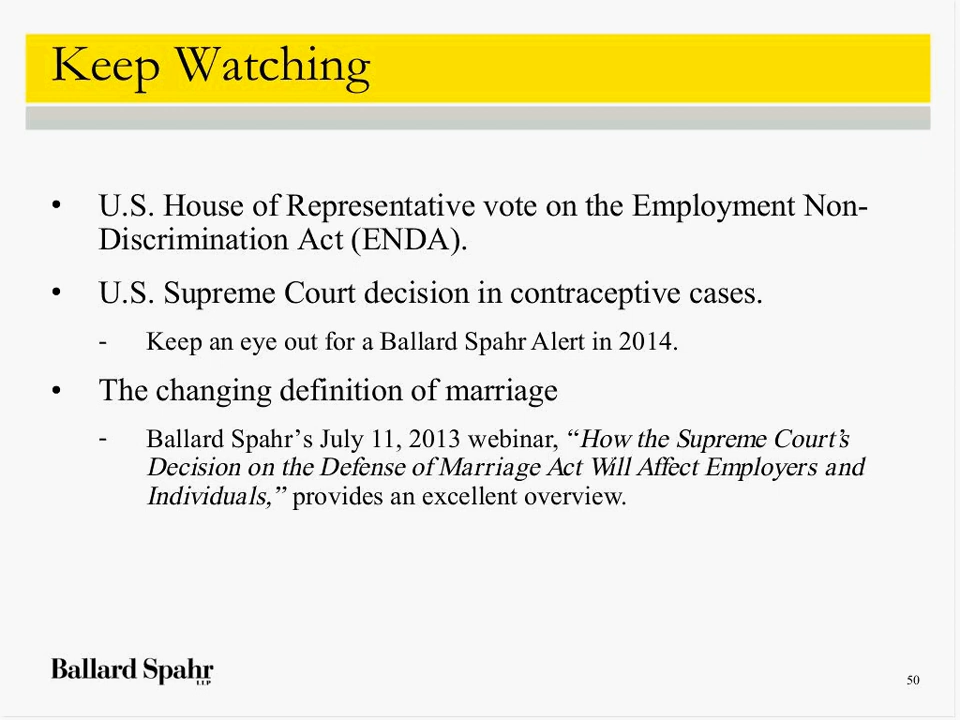 Keep Watching
• U.S. House of Representative vote on the Employment Non-
Discrimination Act (ENDA).
• U.S. Supreme Court decision in contraceptive cases.
- Keep an eye out for a Ballard Spahr Alert in 2014.
• The changing definition of marriage
- Ballard Spahr’s July 11, 2013 webinar, “How the Supreme Court’s
Decision on the Defense of Marriage Act Will Affect Employers and
Individuals,” provides an excellent overview.
Ballard Spahr
LLP
50